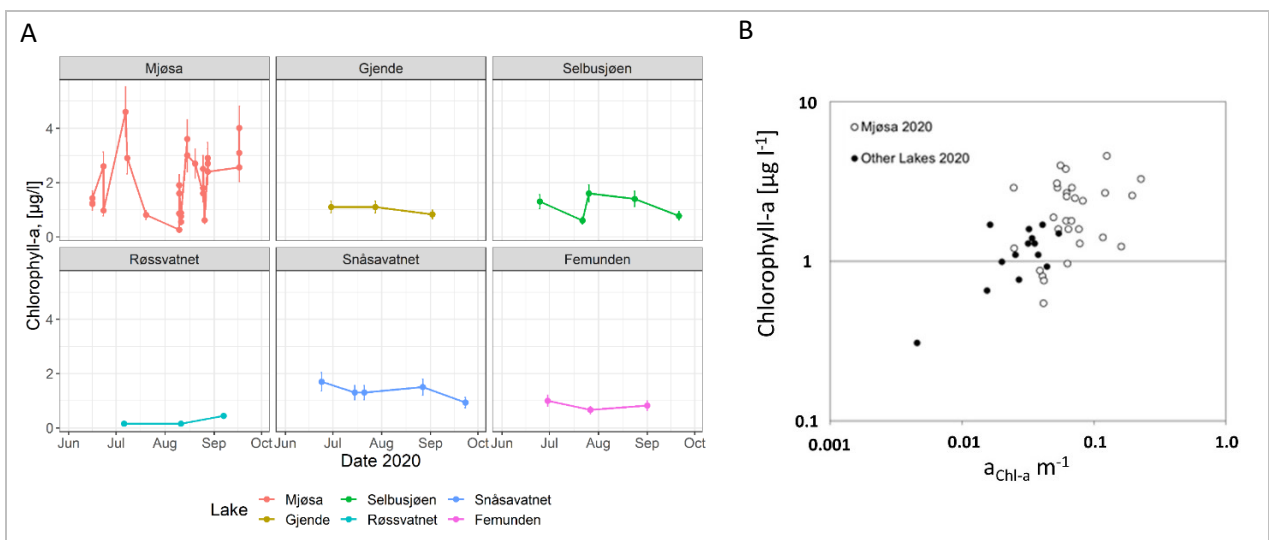 A
Mjøsa Gjende Selbusjøen
4
2
0
Røssvatnet Snåsavatnet Femunden
4
2
0
Chlorophyll-a, [µg/l]
Jun Jul Aug Sep Oct Jun Jul Aug Sep Oct Jun Jul Aug Sep Oct
Date 2020
Lake Mjøsa Selbusjøen Snåsavatnet
Gjende Røssvatnet Femunden
B
10
Mjøsa 2020
Other Lakes 2020
1
0.1
Chlorophyll-a [µg l⁻¹]
0.001 0.01 0.1 1.0
aChl-a m⁻¹